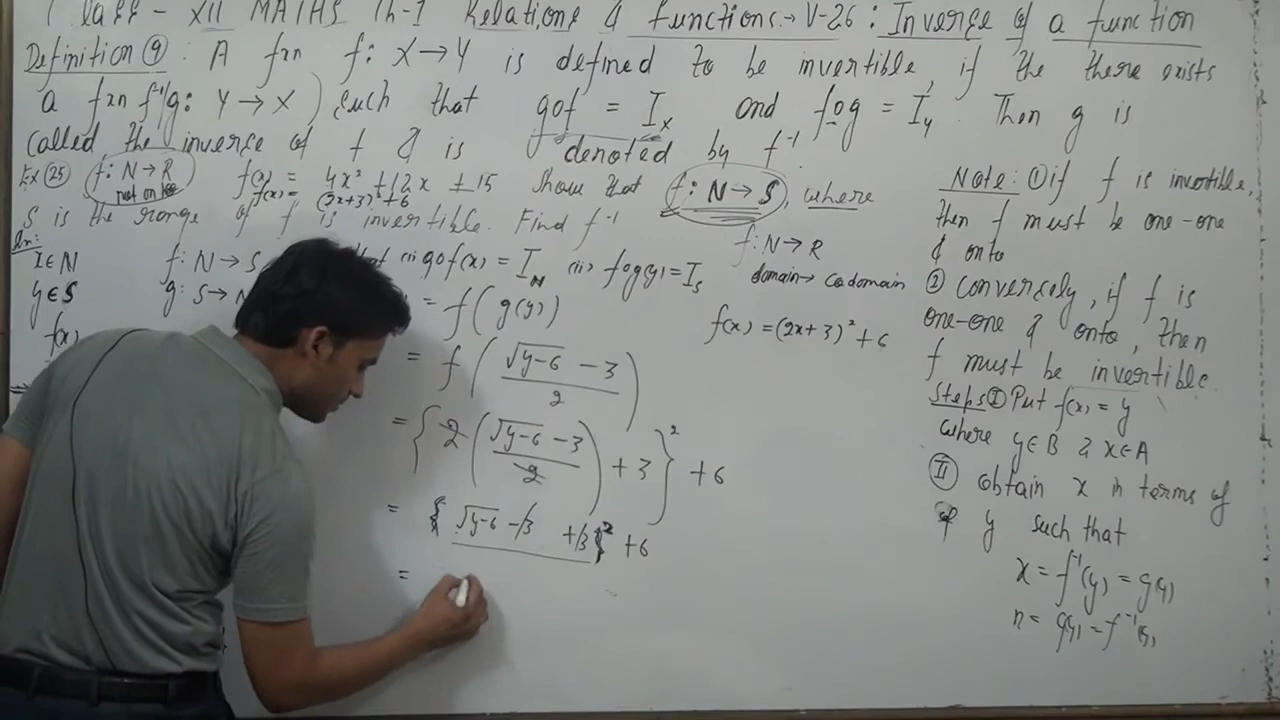 Class - XII MATHS Ch-1 Relations & functions:→ V-26: Inverse of a function
Definition ⑨: A fxn f: X→Y is defined to be invertible, if the there exists
a fxn f⁻¹/g: Y→X) such that gof = Iₓ and fog = Iᵧ. Then g is
called the inverse of f & is denoted by f⁻¹
Ex ㉕ f: N→R f(x) = 4x² + 12x + 15 Show that f: N→S, where
not onto f(x) = (2x+3)² + 6
S is the range of f is invertible. Find f⁻¹
x∈N f: N→S that (i) gof(x) = I_N (ii) fog(y) = I_S
y∈S g: S→N
f(x)
= f(g(y))
= f((√y-6 - 3)/2)
= {2((√y-6 - 3)/2) + 3}² + 6
= {√y-6 - 3 + 3}² + 6
=
f: N→R
domain→ codomain
f(x) = (2x+3)² + 6
Note: ① if f is invertible,
then f must be one-one
& onto
② conversely, if f is
one-one & onto, then
f must be invertible.
Steps ① Put f(x) = y
where y∈B & x∈A
Ⅱ obtain x in terms of
of y such that
x = f⁻¹(y) = g(y)